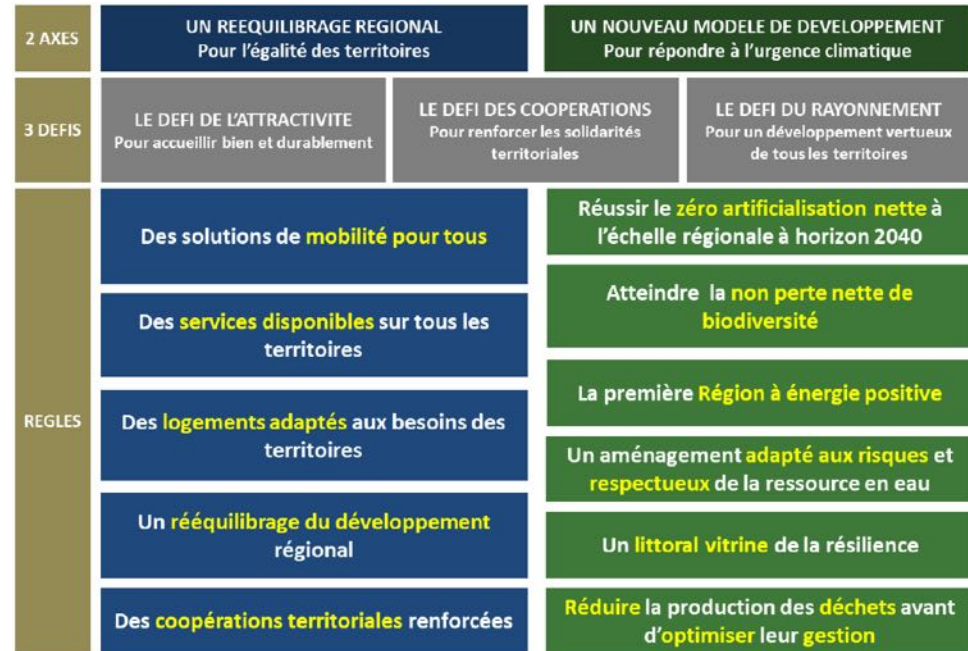 2 AXES
UN REEQUILIBRAGE REGIONAL
Pour l'égalité des territoires
UN NOUVEAU MODELE DE DEVELOPPEMENT
Pour répondre à l'urgence climatique
3 DEFIS
LE DEFI DE L'ATTRACTIVITE
Pour accueillir bien et durablement
LE DEFI DES COOPERATIONS
Pour renforcer les solidarités
territoriales
LE DEFI DU RAYONNEMENT
Pour un développement vertueux
de tous les territoires
REGLES
Des solutions de mobilité pour tous
Des services disponibles sur tous les
territoires
Des logements adaptés aux besoins des
territoires
Un rééquilibrage du développement
régional
Des coopérations territoriales renforcées
Réussir le zéro artificialisation nette à
l'échelle régionale à horizon 2040
Atteindre la non perte nette de
biodiversité
La première Région à énergie positive
Un aménagement adapté aux risques et
respectueux de la ressource en eau
Un littoral vitrine de la résilience
Réduire la production des déchets avant
d'optimiser leur gestion